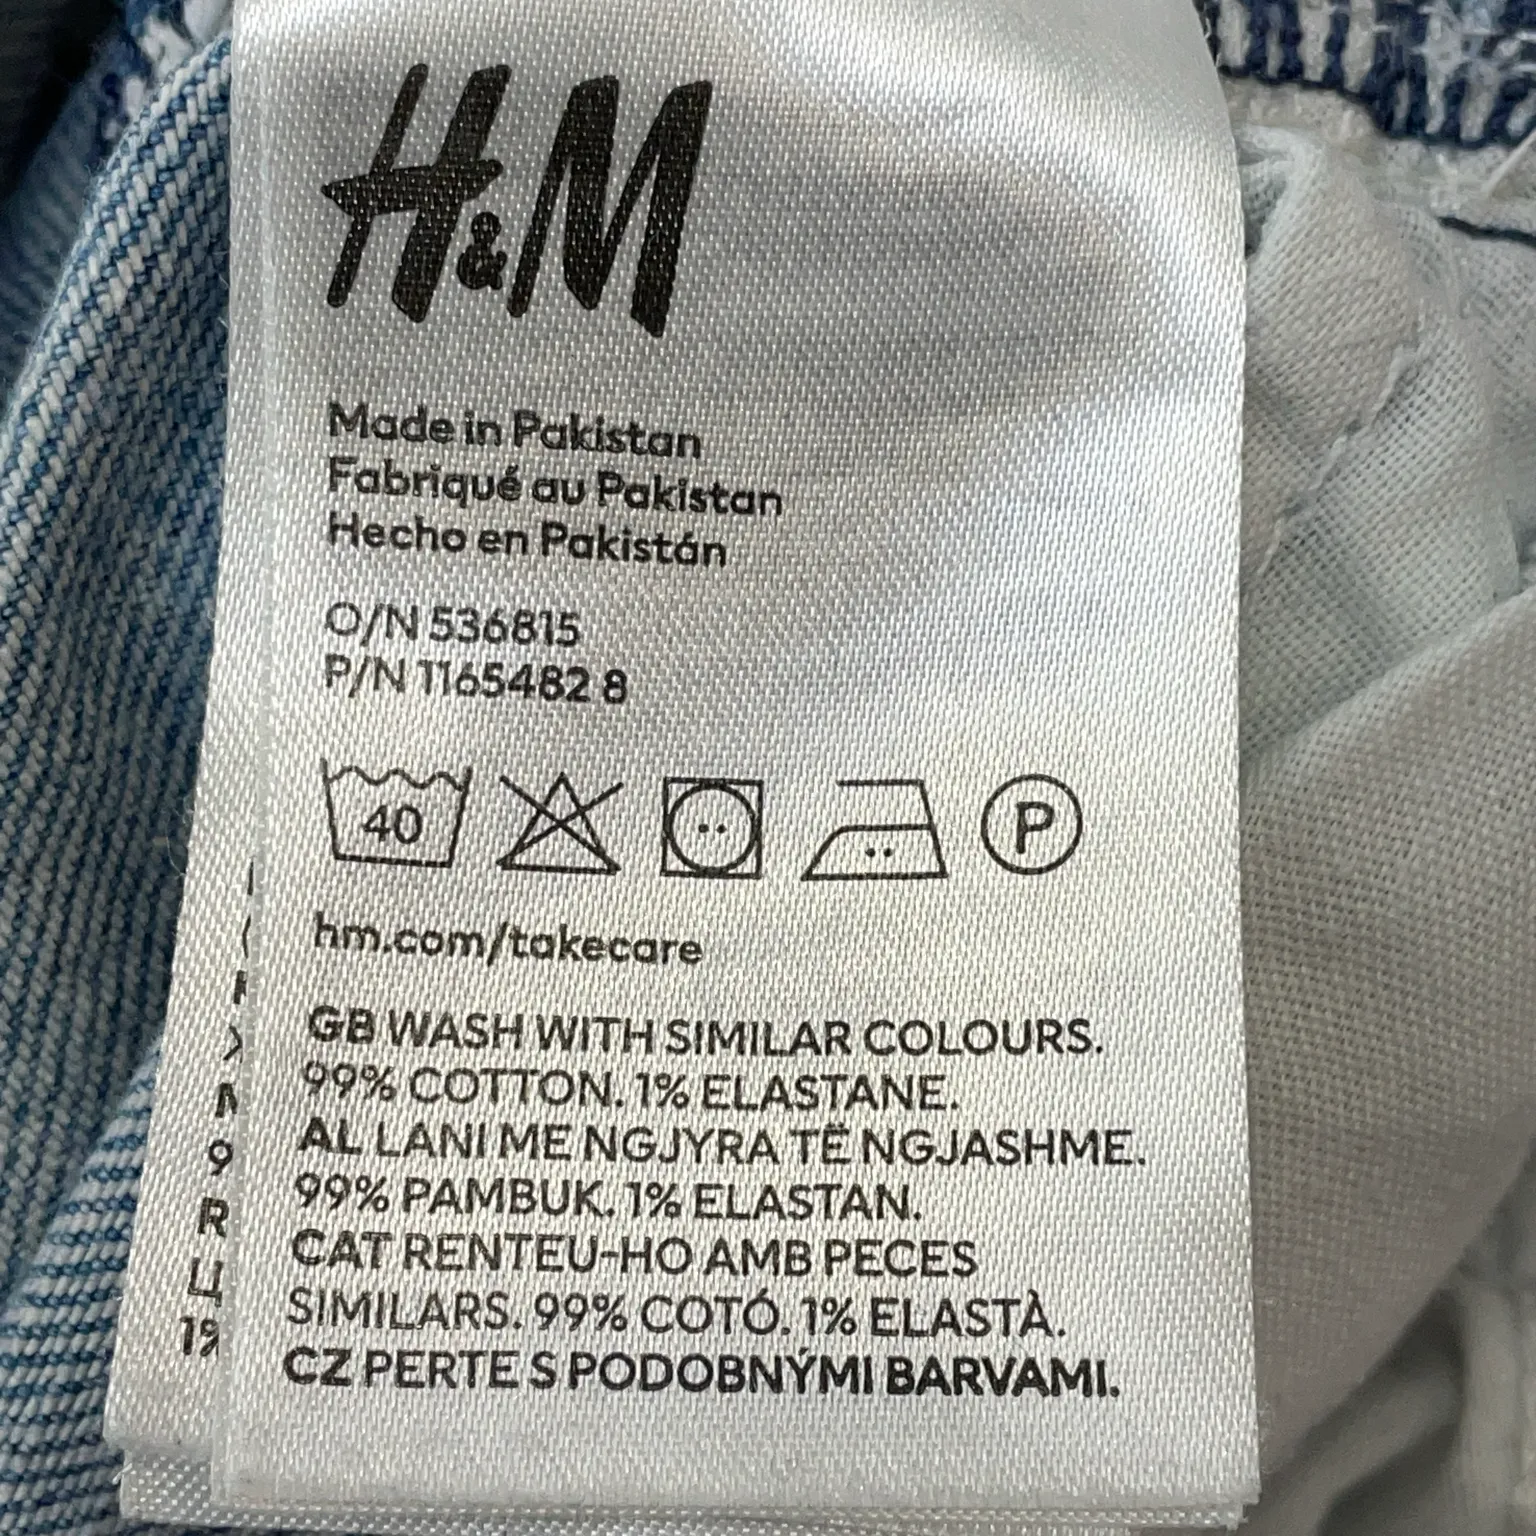 H&M
Made in Pakistan
Fabriqué au Pakistan
Hecho en Pakistán
O/N 536815
P/N 1165482 8
40
P
hm.com/takecare
GB WASH WITH SIMILAR COLOURS.
99% COTTON. 1% ELASTANE.
AL LANI ME NGJYRA TË NGJASHME.
99% PAMBUK. 1% ELASTAN.
CAT RENTEU-HO AMB PECES
SIMILARS. 99% COTÓ. 1% ELASTÀ.
CZ PERTE S PODOBNÝMI BARVAMI.